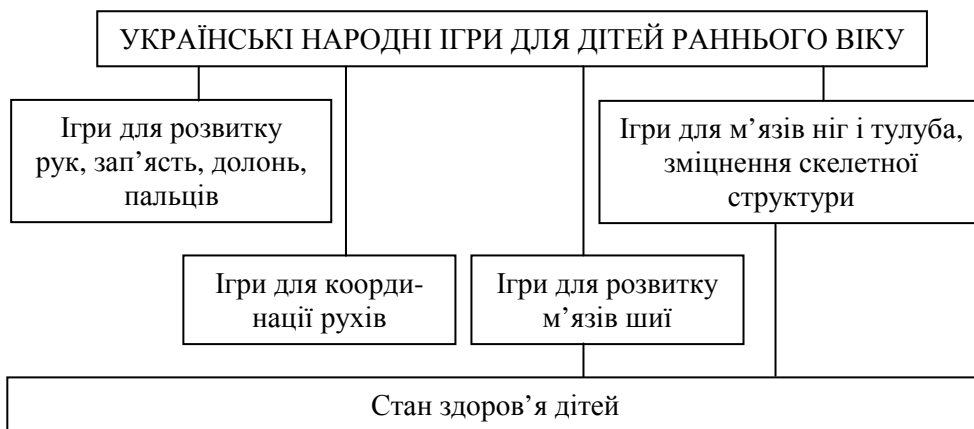 УКРАЇНСЬКІ НАРОДНІ ІГРИ ДЛЯ ДІТЕЙ РАННЬОГО ВІКУ
Ігри для розвитку
рук, зап’ясть, долонь,
пальців
Ігри для м’язів ніг і тулуба,
зміцнення скелетної
структури
Ігри для коорди-
нації рухів
Ігри для розвитку
м’язів шиї
Стан здоров’я дітей